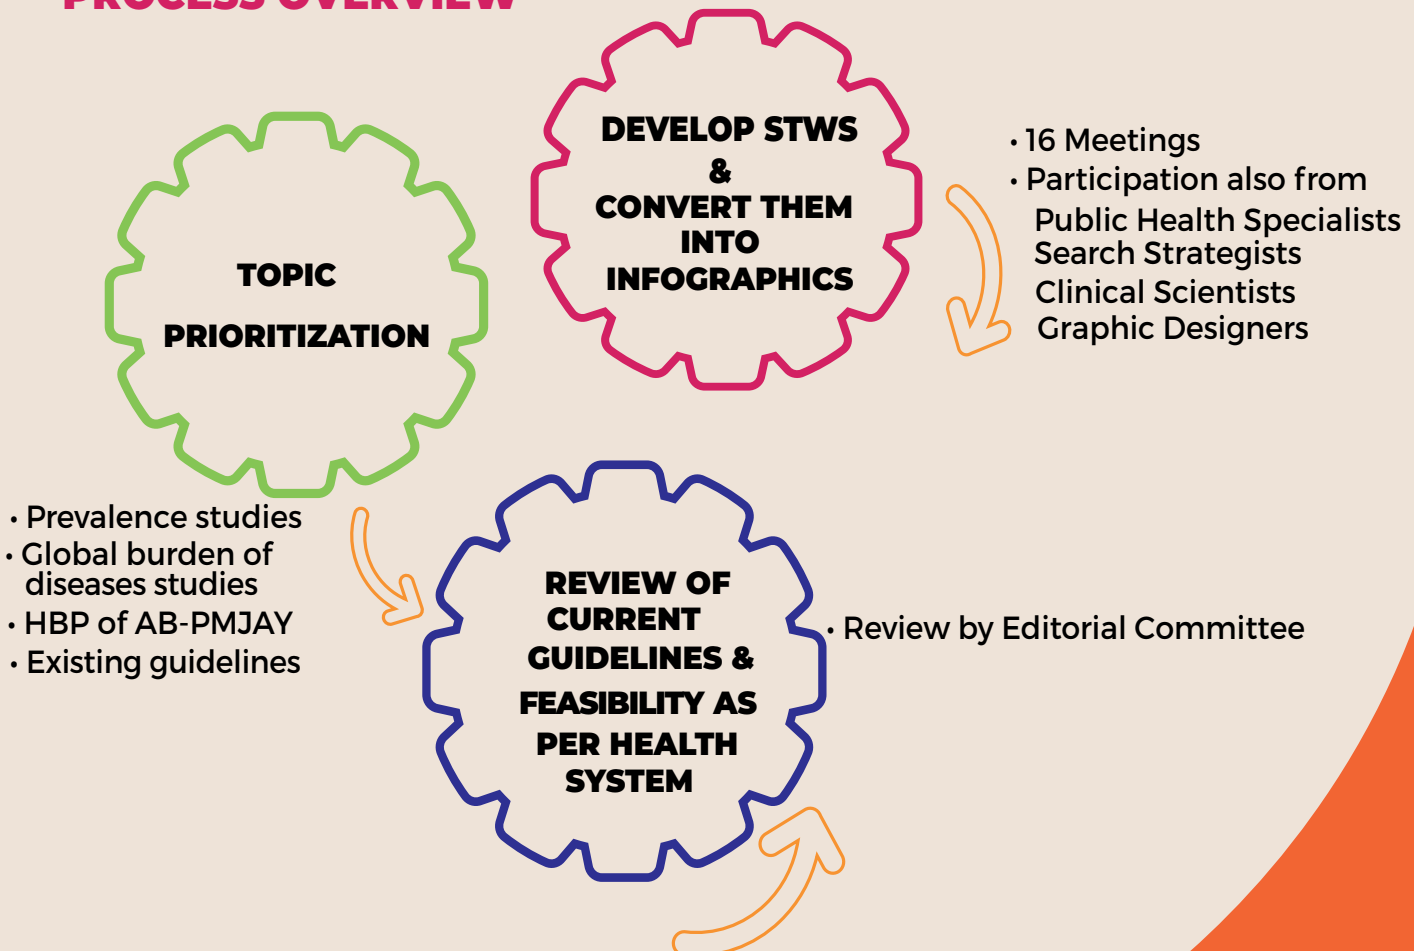 PROCESS OVERVIEW
DEVELOP STWS
&
CONVERT THEM
INTO
INFOGRAPHICS
• 16 Meetings
• Participation also from
Public Health Specialists
Search Strategists
Clinical Scientists
Graphic Designers
TOPIC
PRIORITIZATION
• Prevalence studies
• Global burden of
diseases studies
• HBP of AB-PMJAY
• Existing guidelines
REVIEW OF
CURRENT
GUIDELINES &
FEASIBILITY AS
PER HEALTH
SYSTEM
• Review by Editorial Committee